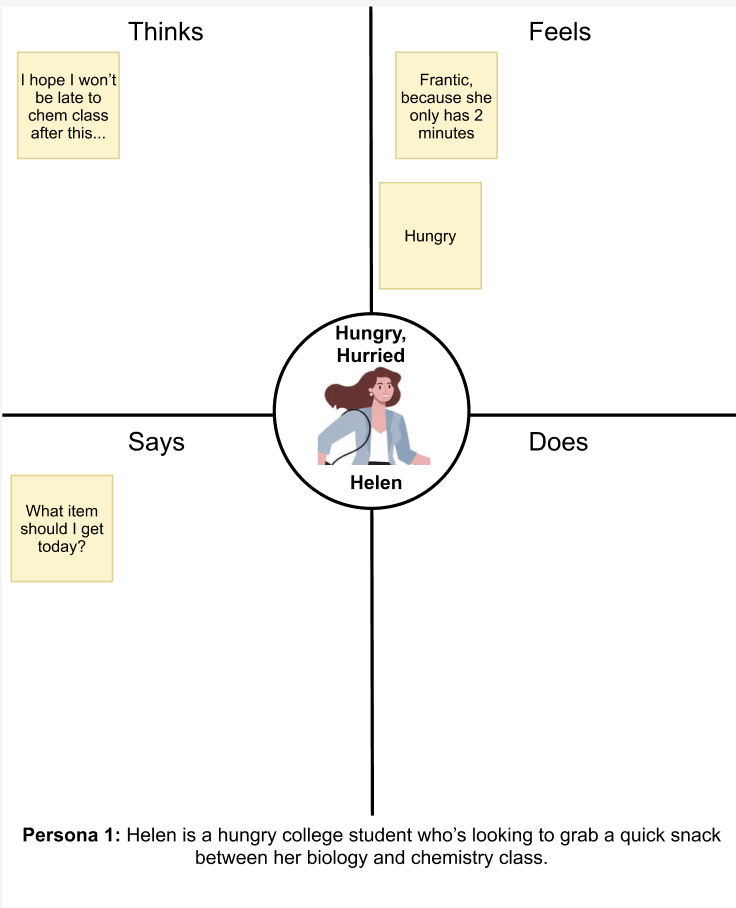 Thinks
I hope I won't
be late to
chem class
after this...
Feels
Frantic,
because she
only has 2
minutes
Hungry
Hungry,
Hurried
Helen
Says
What item
should I get
today?
Does
Persona 1: Helen is a hungry college student who's looking to grab a quick snack
between her biology and chemistry class.